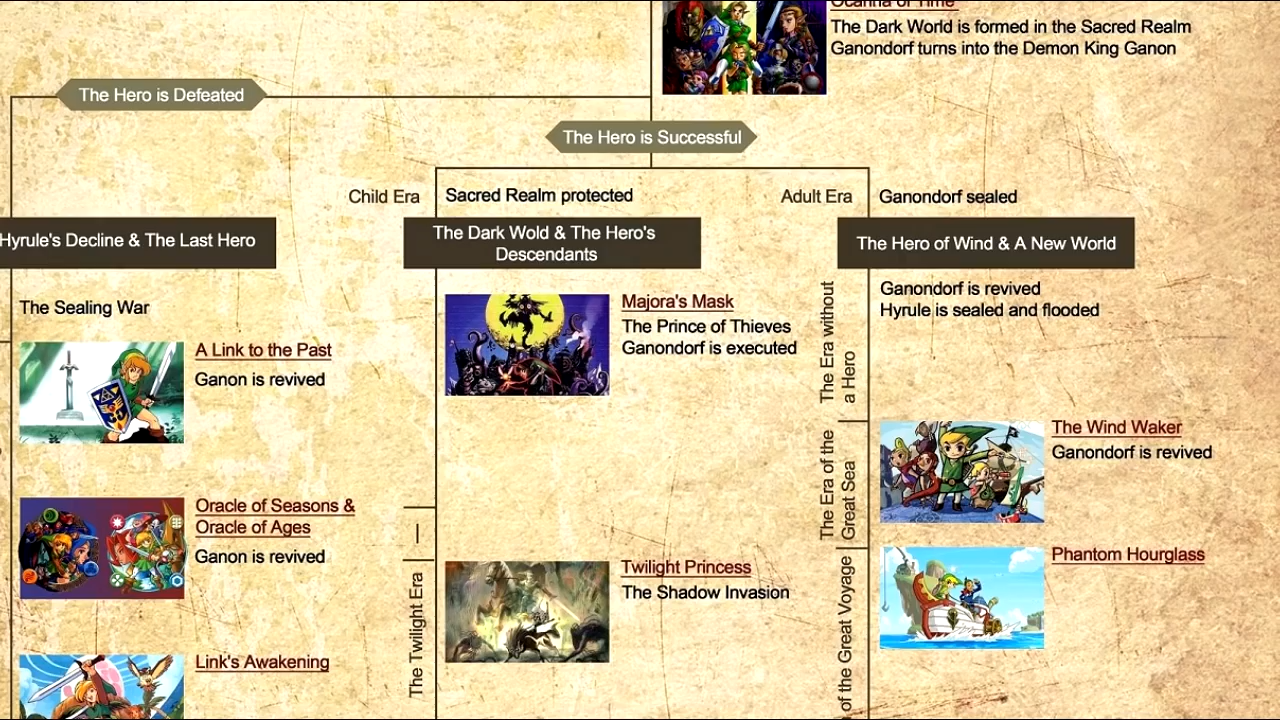 Ocarina of Time
The Dark World is formed in the Sacred Realm
Ganondorf turns into the Demon King Ganon
The Hero is Defeated
The Hero is Successful
Child Era
Sacred Realm protected
Adult Era
Ganondorf sealed
Hyrule's Decline & The Last Hero
The Dark Wold & The Hero's
Descendants
The Hero of Wind & A New World
The Sealing War
A Link to the Past
Ganon is revived
Oracle of Seasons &
Oracle of Ages
Ganon is revived
Link's Awakening
Majora's Mask
The Prince of Thieves
Ganondorf is executed
The Twilight Era
Twilight Princess
The Shadow Invasion
Ganondorf is revived
Hyrule is sealed and flooded
The Era without
a Hero
The Era of the
Great Sea
The Wind Waker
Ganondorf is revived
of the Great Voyage
Phantom Hourglass